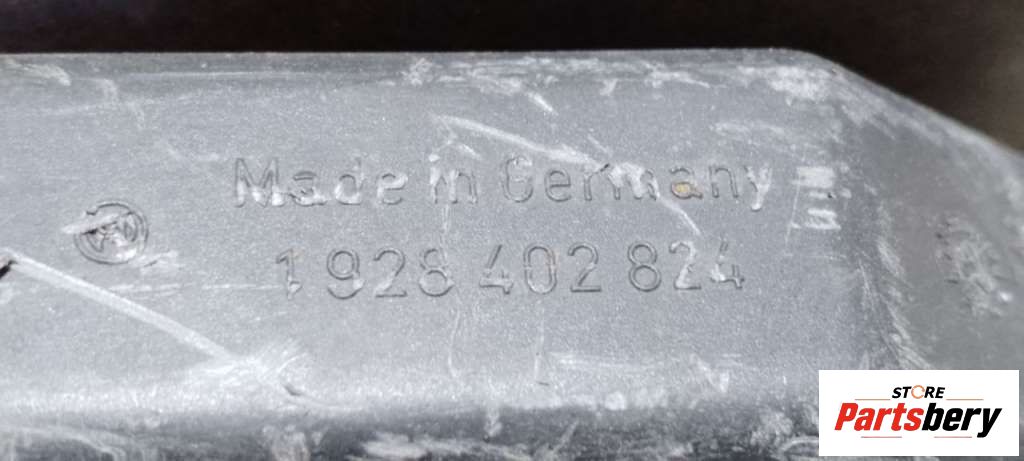 Made in Germany
1 928 402 824
STORE
Partsbery